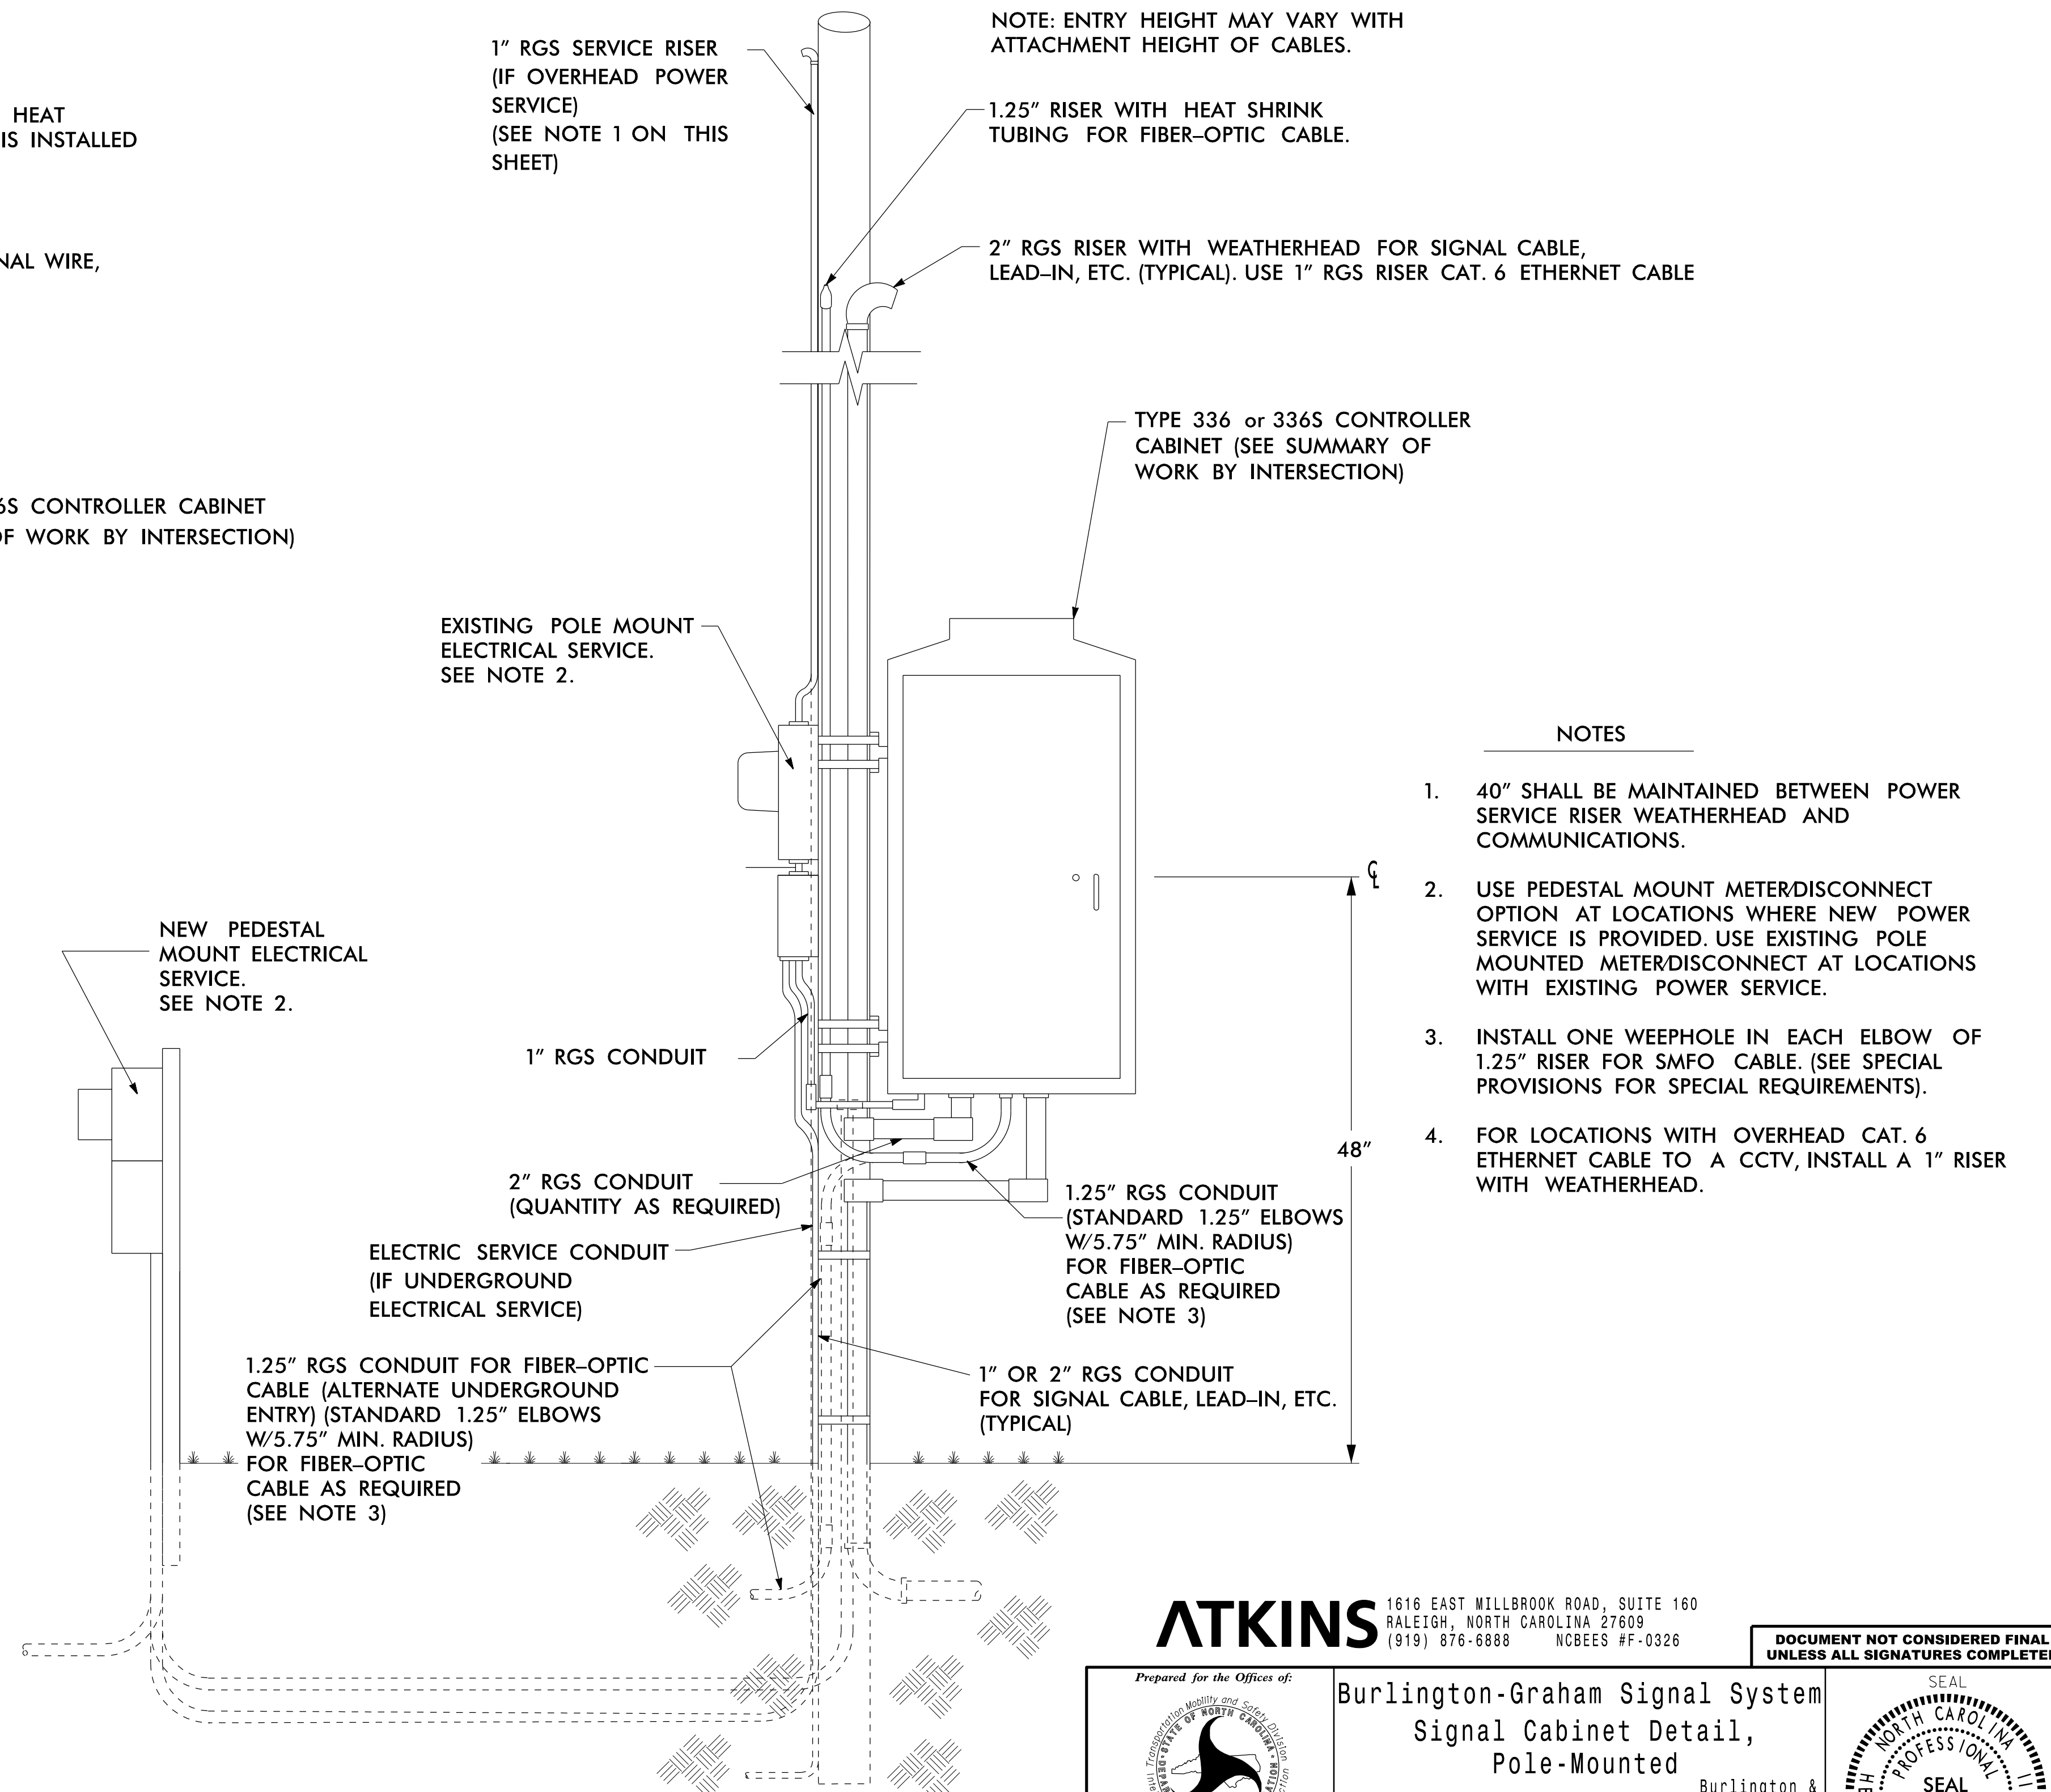 HEAT
IS INSTALLED
WIRE,
CONTROLLER CABINET
OF WORK BY INTERSECTION)
1" RGS SERVICE RISER
(IF OVERHEAD POWER
SERVICE)
(SEE NOTE 1 ON THIS
SHEET)
NOTE: ENTRY HEIGHT MAY VARY WITH
ATTACHMENT HEIGHT OF CABLES.
1.25" RISER WITH HEAT SHRINK
TUBING FOR FIBER-OPTIC CABLE.
2" RGS RISER WITH WEATHERHEAD FOR SIGNAL CABLE,
LEAD-IN, ETC. (TYPICAL). USE 1" RGS RISER CAT. 6 ETHERNET CABLE
TYPE 336 or 336S CONTROLLER
CABINET (SEE SUMMARY OF
WORK BY INTERSECTION)
EXISTING POLE MOUNT
ELECTRICAL SERVICE.
SEE NOTE 2.
NEW PEDESTAL
MOUNT ELECTRICAL
SERVICE.
SEE NOTE 2.
1" RGS CONDUIT
2" RGS CONDUIT
(QUANTITY AS REQUIRED)
ELECTRIC SERVICE CONDUIT
(IF UNDERGROUND
ELECTRICAL SERVICE)
1.25" RGS CONDUIT FOR FIBER-OPTIC
CABLE (ALTERNATE UNDERGROUND
ENTRY) (STANDARD 1.25" ELBOWS
W/5.75" MIN. RADIUS)
FOR FIBER-OPTIC
CABLE AS REQUIRED
(SEE NOTE 3)
1.25" RGS CONDUIT
(STANDARD 1.25" ELBOWS
W/5.75" MIN. RADIUS)
FOR FIBER-OPTIC
CABLE AS REQUIRED
(SEE NOTE 3)
1" OR 2" RGS CONDUIT
FOR SIGNAL CABLE, LEAD-IN, ETC.
(TYPICAL)
℄
48"
NOTES
1. 40" SHALL BE MAINTAINED BETWEEN POWER
SERVICE RISER WEATHERHEAD AND
COMMUNICATIONS.
2. USE PEDESTAL MOUNT METER/DISCONNECT
OPTION AT LOCATIONS WHERE NEW POWER
SERVICE IS PROVIDED. USE EXISTING POLE
MOUNTED METER/DISCONNECT AT LOCATIONS
WITH EXISTING POWER SERVICE.
3. INSTALL ONE WEEPHOLE IN EACH ELBOW OF
1.25" RISER FOR SMFO CABLE. (SEE SPECIAL
PROVISIONS FOR SPECIAL REQUIREMENTS).
4. FOR LOCATIONS WITH OVERHEAD CAT. 6
ETHERNET CABLE TO A CCTV, INSTALL A 1" RISER
WITH WEATHERHEAD.
ATKINS
1616 EAST MILLBROOK ROAD, SUITE 160
RALEIGH, NORTH CAROLINA 27609
(919) 876-6888 NCBEES #F-0326
DOCUMENT NOT CONSIDERED FINAL
UNLESS ALL SIGNATURES COMPLETED
Prepared for the Offices of:
Transportation Mobility and Safety Division
STATE OF NORTH CAROLINA
Burlington-Graham Signal System
Signal Cabinet Detail,
Pole-Mounted
Burlington &
SEAL
NORTH CAROLINA
PROFESSIONAL
SEAL